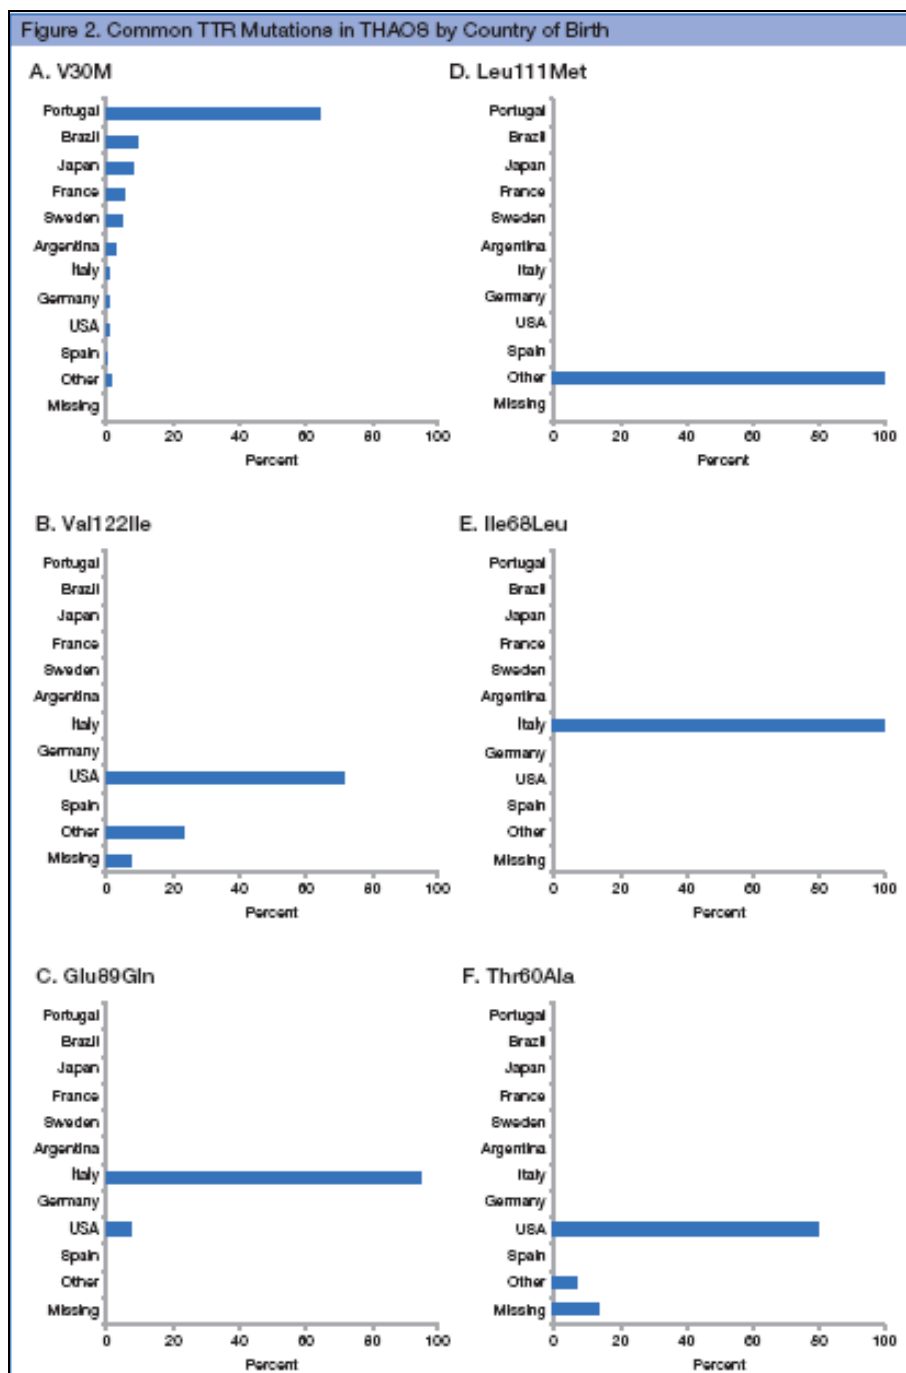 Figure 2. Common TTR Mutations in THAOS by Country of Birth
A. V30M
Portugal
Brazil
Japan
France
Sweden
Argentina
Italy
Germany
USA
Spain
Other
Missing
0 20 40 60 80 100
Percent
B. Val122Ile
Portugal
Brazil
Japan
France
Sweden
Argentina
Italy
Germany
USA
Spain
Other
Missing
0 20 40 60 80 100
Percent
C. Glu89Gln
Portugal
Brazil
Japan
France
Sweden
Argentina
Italy
Germany
USA
Spain
Other
Missing
0 20 40 60 80 100
Percent
D. Leu111Met
Portugal
Brazil
Japan
France
Sweden
Argentina
Italy
Germany
USA
Spain
Other
Missing
0 20 40 60 80 100
Percent
E. Ile68Leu
Portugal
Brazil
Japan
France
Sweden
Argentina
Italy
Germany
USA
Spain
Other
Missing
0 20 40 60 80 100
Percent
F. Thr60Ala
Portugal
Brazil
Japan
France
Sweden
Argentina
Italy
Germany
USA
Spain
Other
Missing
0 20 40 60 80 100
Percent